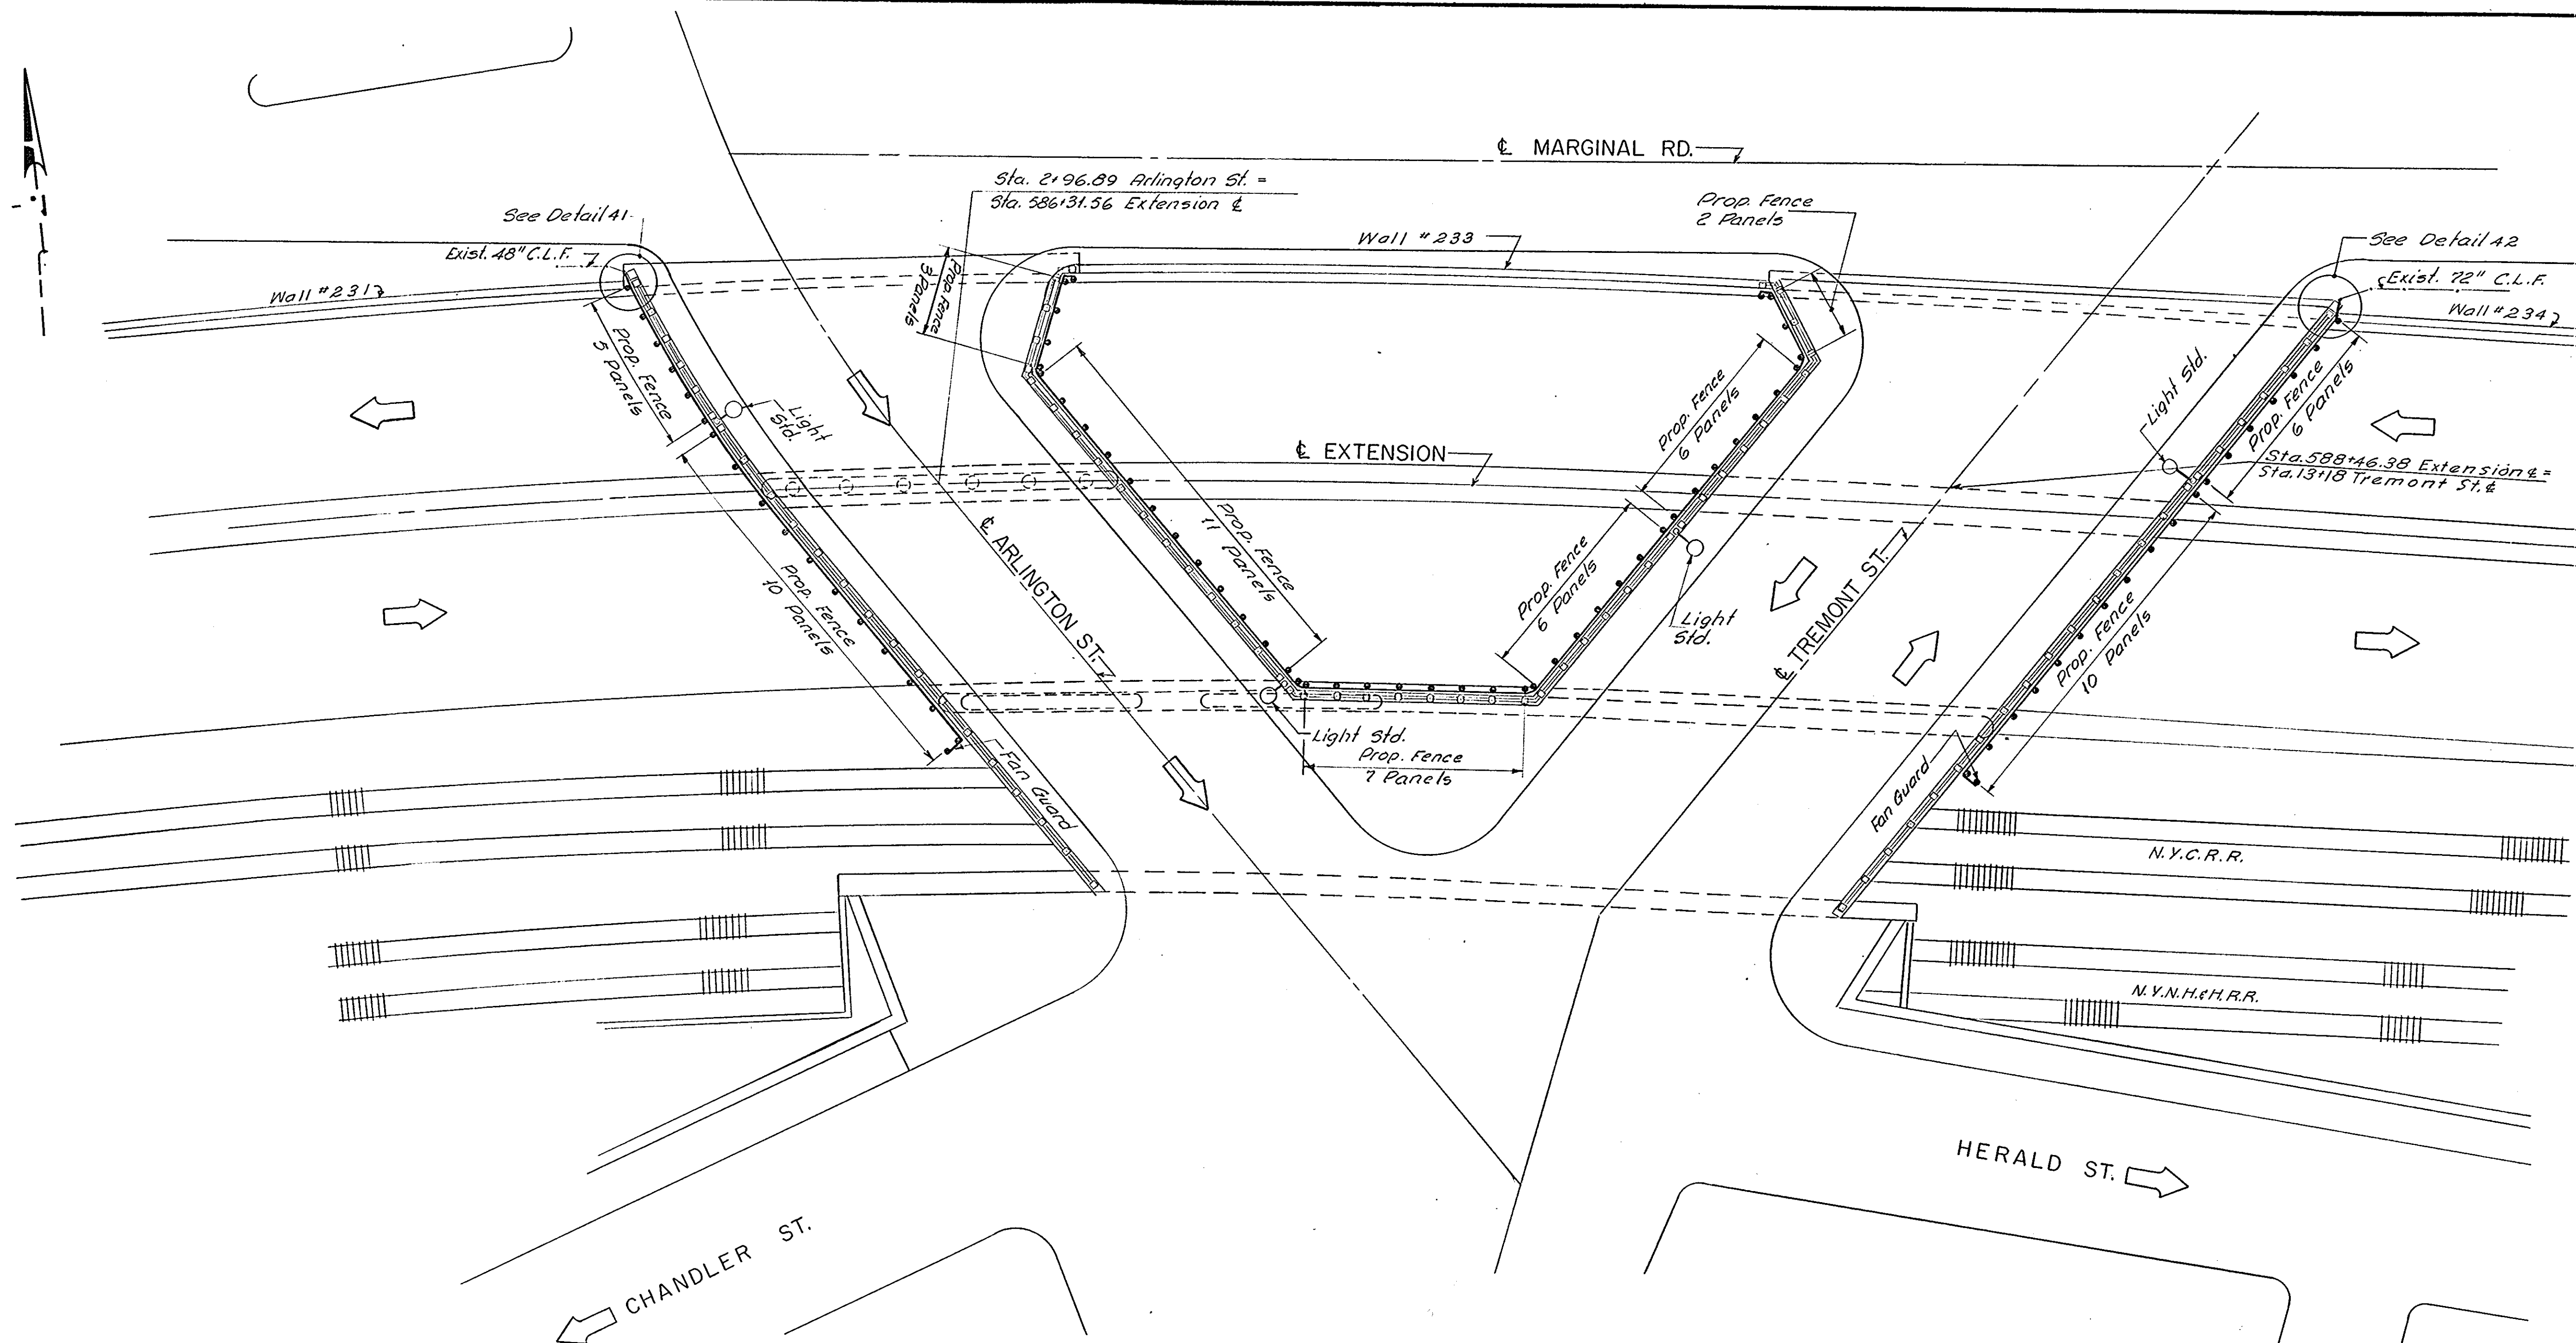 ℄ MARGINAL RD.
Sta. 2+96.89 Arlington St. =
Sta. 586+31.56 Extension ℄
Prop. Fence
2 Panels
See Detail 41
Exist. 48" C.L.F.
Wall #233
See Detail 42
Exist. 72" C.L.F.
Wall #231
Wall #234
Prop. Fence
3 Panels
Prop. Fence
5 Panels
Light
Std.
Prop. Fence
6 Panels
Light Std.
Prop. Fence
6 Panels
℄ EXTENSION
Sta. 588+46.38 Extension ℄ =
Sta. 13+18 Tremont St. ℄
Prop. Fence
11 Panels
℄ ARLINGTON ST.
Prop. Fence
10 Panels
Prop. Fence
6 Panels
Light
Std.
℄ TREMONT ST.
Prop. Fence
10 Panels
Light Std.
Prop. Fence
7 Panels
Fan Guard
Fan Guard
N.Y.C.R.R.
N.Y.N.H.&H.R.R.
HERALD ST.
CHANDLER ST.